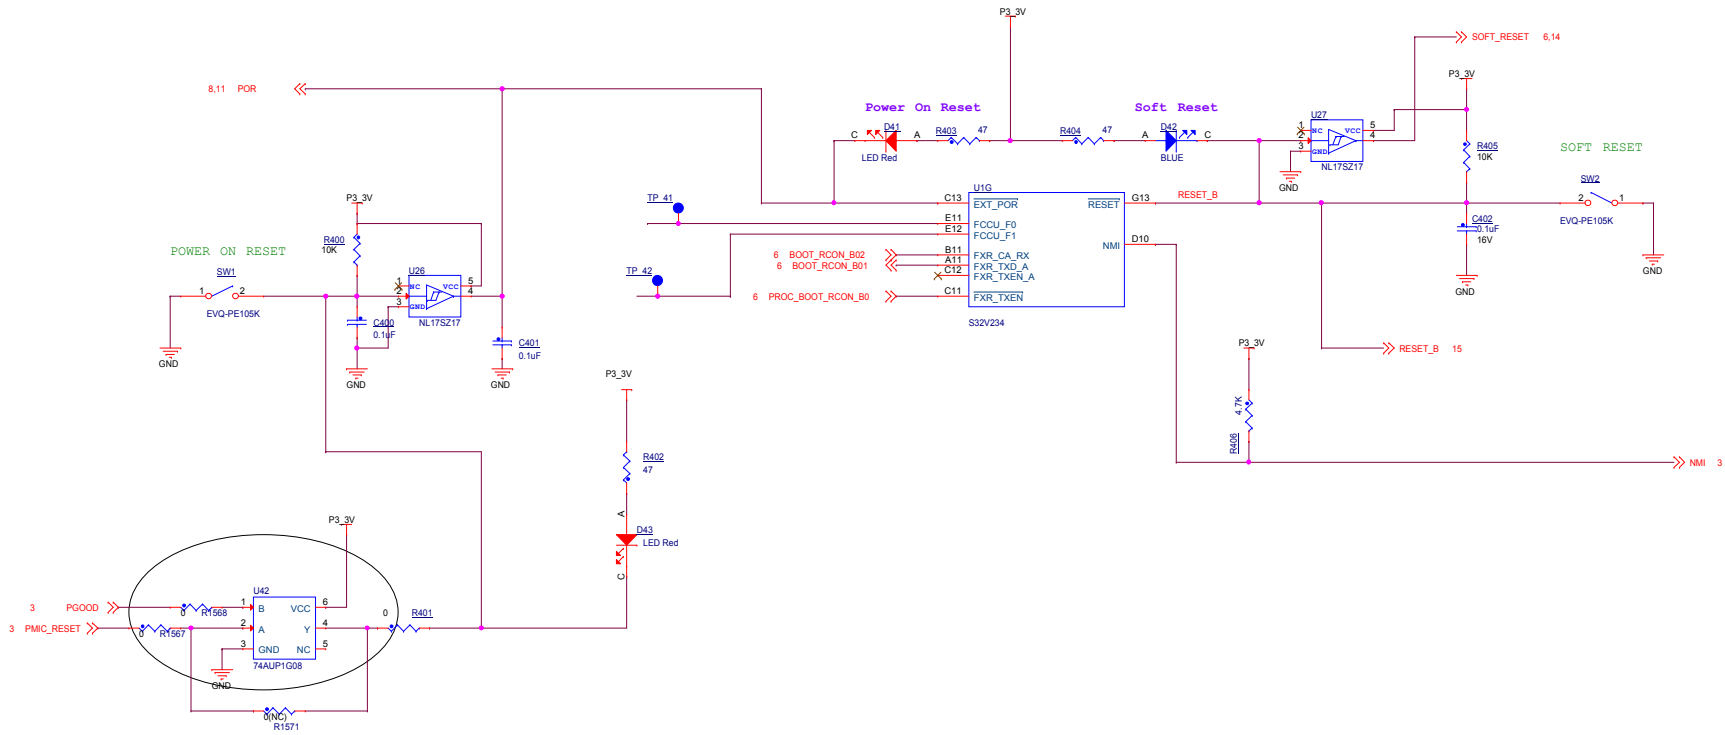 P3_3V
SOFT_RESET 6,14
8,11 POR
P3_3V
Power On Reset
Soft Reset
D41
C
A
LED Red
R403
47
R404
47
D42
A
C
BLUE
U27
1
NC
VCC
5
2
4
3
GND
NL17SZ17
GND
R405
10K
SOFT RESET
SW2
2
1
EVQ-PE105K
GND
C402
0.1uF
16V
GND
U1G
C13
EXT_POR
RESET
G13
RESET_B
E11
FCCU_F0
E12
FCCU_F1
NMI
D10
6 BOOT_RCON_B02
B11
FXR_CA_RX
6 BOOT_RCON_B01
A11
FXR_TXD_A
C12
FXR_TXEN_A
6 PROC_BOOT_RCON_B0
C11
FXR_TXEN
S32V234
TP 41
TP 42
P3_3V
R400
10K
POWER ON RESET
SW1
1
2
EVQ-PE105K
GND
U26
1
NC
VCC
5
2
4
3
GND
NL17SZ17
C400
0.1uF
GND
C401
0.1uF
GND
P3_3V
RESET_B 15
P3_3V
4.7K
R406
NMI 3
R402
47
A
D43
LED Red
C
P3_3V
U42
3 PGOOD
0
R1568
1
B
VCC
6
3 PMIC_RESET
0
R1567
2
A
Y
4
0
R401
3
GND
NC
5
74AUP1G08
GND
0(NC)
R1571